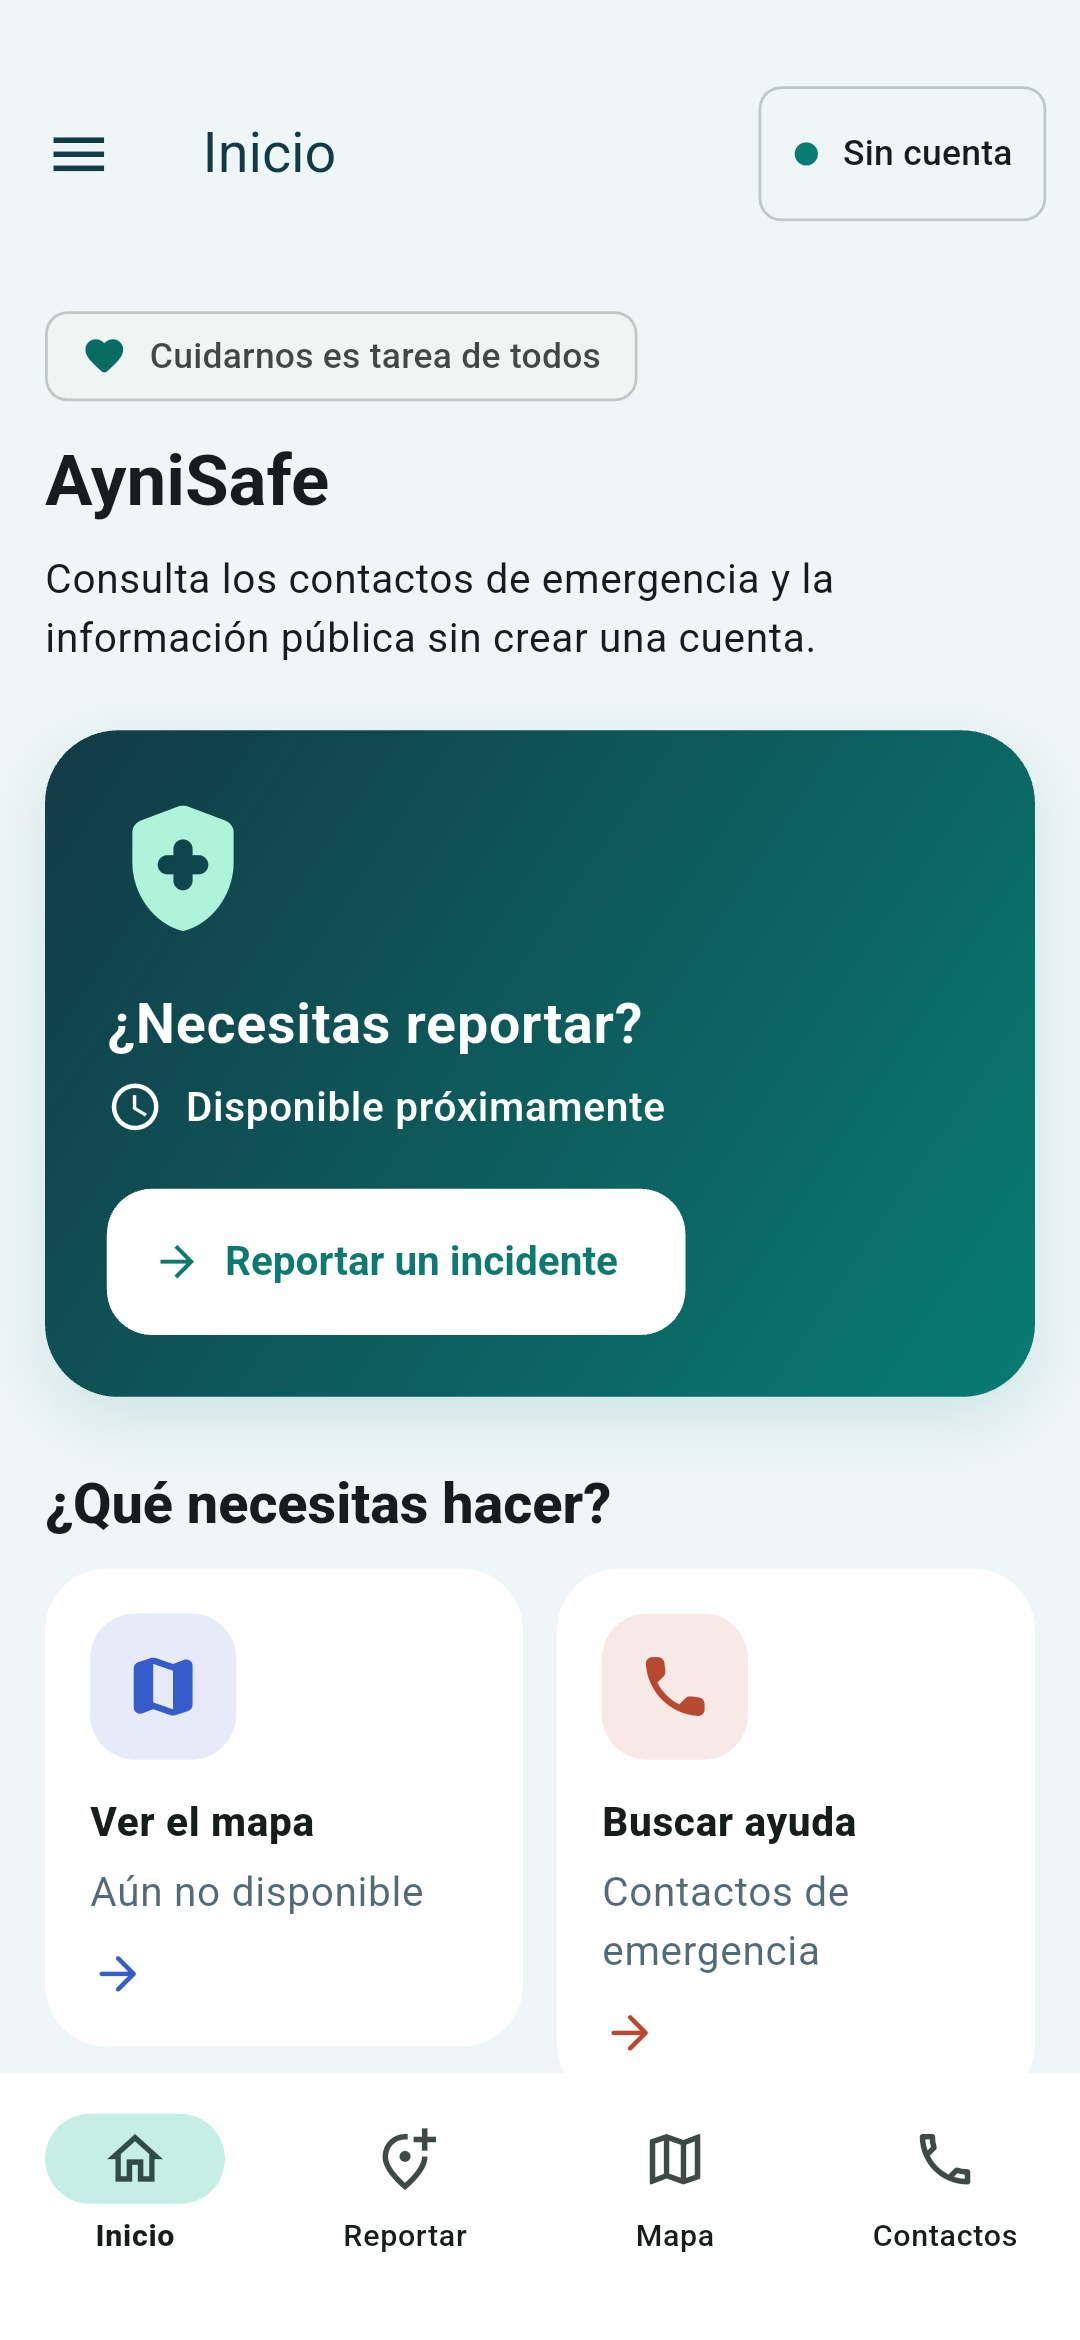 Inicio
Sin cuenta
Cuidarnos es tarea de todos
AyniSafe
Consulta los contactos de emergencia y la
información pública sin crear una cuenta.
¿Necesitas reportar?
Disponible próximamente
Reportar un incidente
¿Qué necesitas hacer?
Ver el mapa
Aún no disponible
Buscar ayuda
Contactos de
emergencia
Inicio
Reportar
Mapa
Contactos